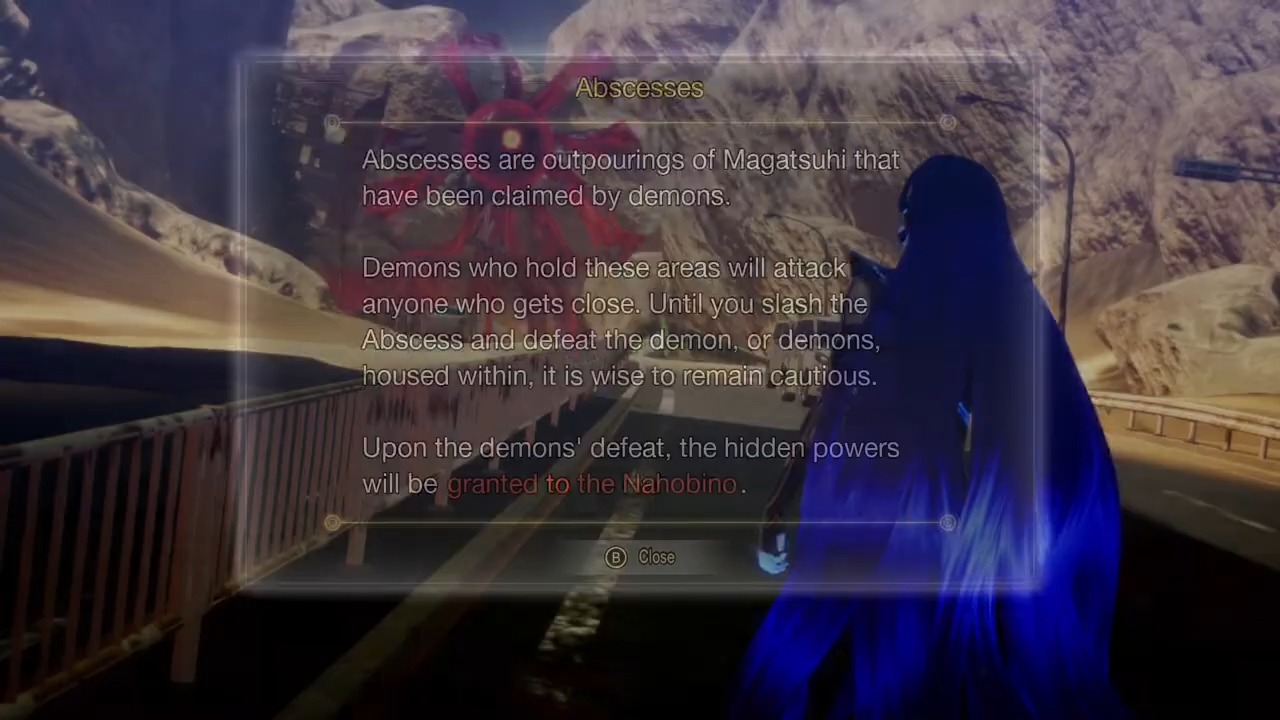 Abscesses
Abscesses are outpourings of Magatsuhi that
have been claimed by demons.
Demons who hold these areas will attack
anyone who gets close. Until you slash the
Abscess and defeat the demon, or demons,
housed within, it is wise to remain cautious.
Upon the demons' defeat, the hidden powers
will be granted to the Nahobino.
B Close